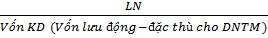 LN
Vốn KD (Vốn lưu động–đặc thù cho DNTM)